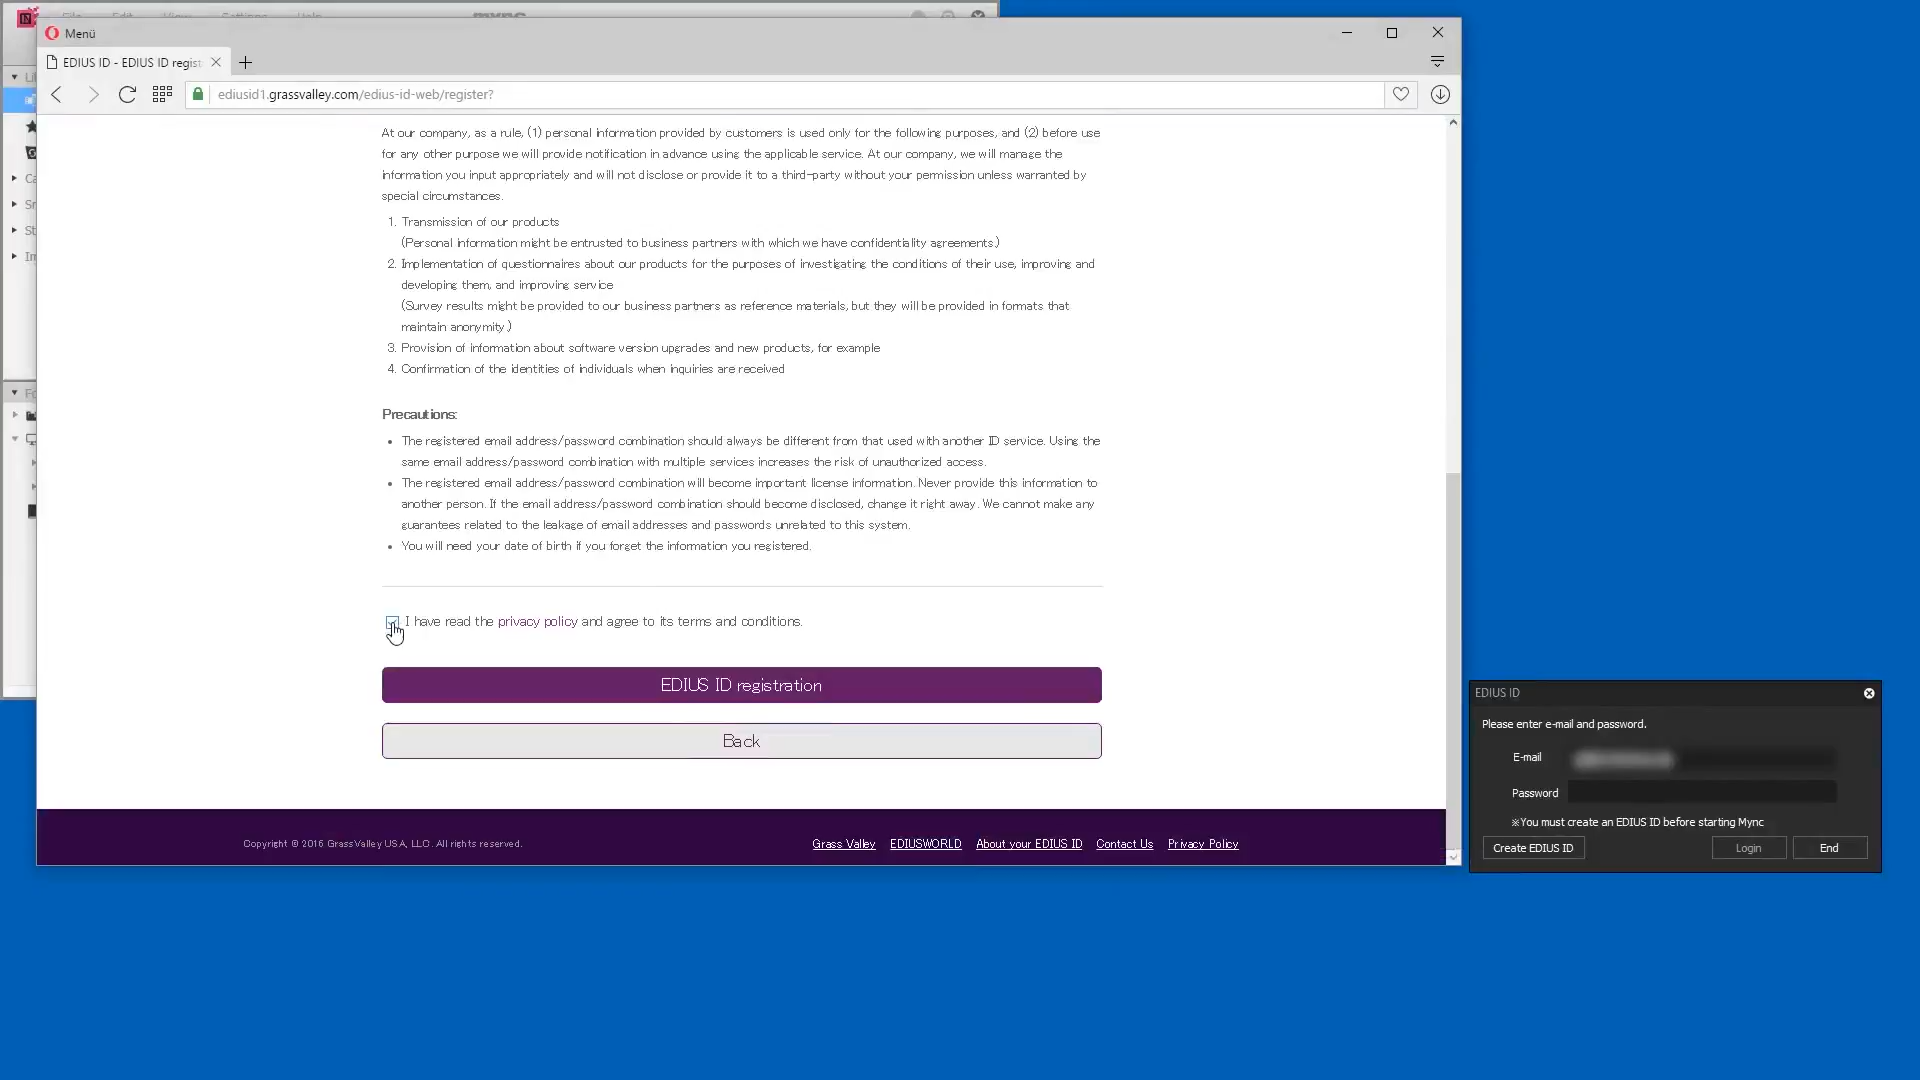 File Edit View Settings Help
Menü
EDIUS ID - EDIUS ID regist
ediusid1.grassvalley.com/edius-id-web/register?
At our company, as a rule, (1) personal information provided by customers is used only for the following purposes, and (2) before use
for any other purpose we will provide notification in advance using the applicable service. At our company, we will manage the
information you input appropriately and will not disclose or provide it to a third-party without your permission unless warranted by
special circumstances.
1. Transmission of our products
(Personal information might be entrusted to business partners with which we have confidentiality agreements.)
2. Implementation of questionnaires about our products for the purposes of investigating the conditions of their use, improving and
developing them, and improving service
(Survey results might be provided to our business partners as reference materials, but they will be provided in formats that
maintain anonymity.)
3. Provision of information about software version upgrades and new products, for example
4. Confirmation of the identities of individuals when inquiries are received
Precautions:
• The registered email address/password combination should always be different from that used with another ID service. Using the
same email address/password combination with multiple services increases the risk of unauthorized access.
• The registered email address/password combination will become important license information. Never provide this information to
another person. If the email address/password combination should become disclosed, change it right away. We cannot make any
guarantees related to the leakage of email addresses and passwords unrelated to this system.
• You will need your date of birth if you forget the information you registered.
I have read the privacy policy and agree to its terms and conditions.
EDIUS ID registration
Back
Copyright © 2016 GrassValley USA, LLC. All rights reserved.
Grass Valley EDIUSWORLD About your EDIUS ID Contact Us Privacy Policy
EDIUS ID
Please enter e-mail and password.
E-mail
Password
※You must create an EDIUS ID before starting Mync
Create EDIUS ID Login End